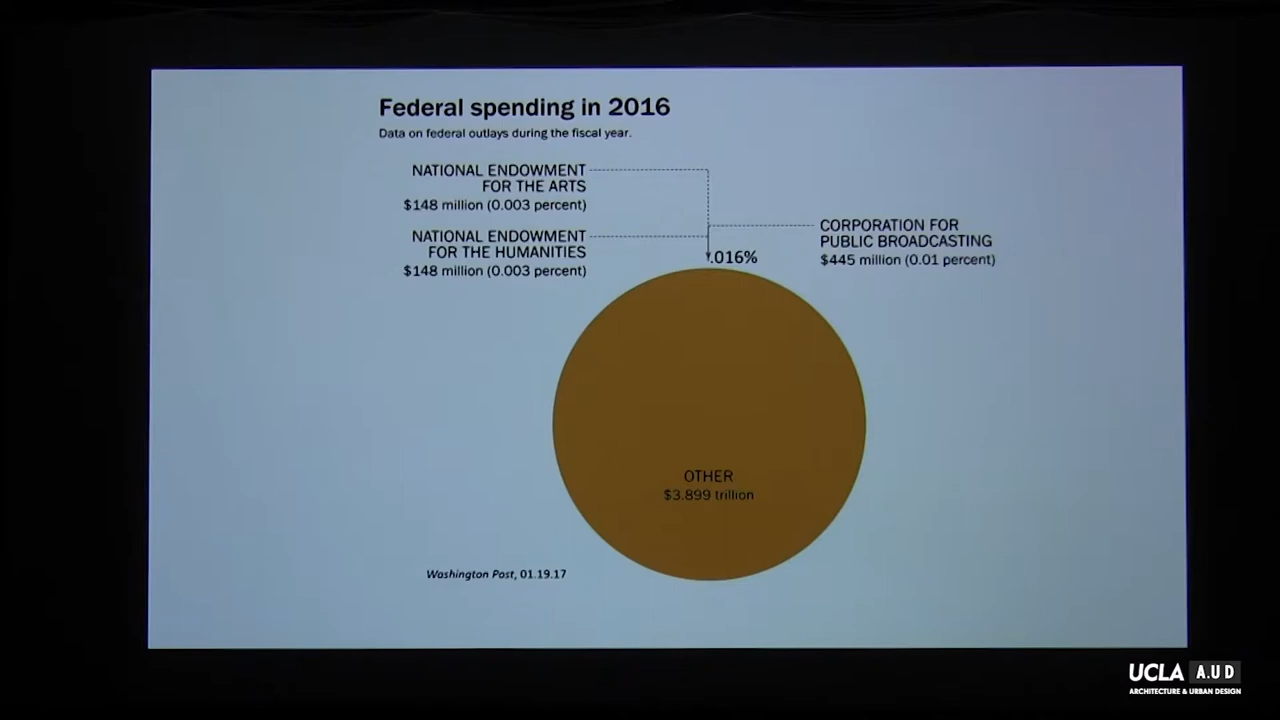 Federal spending in 2016
Data on federal outlays during the fiscal year.
NATIONAL ENDOWMENT
FOR THE ARTS
$148 million (0.003 percent)
NATIONAL ENDOWMENT
FOR THE HUMANITIES
$148 million (0.003 percent)
CORPORATION FOR
PUBLIC BROADCASTING
$445 million (0.01 percent)
.016%
OTHER
$3.899 trillion
Washington Post, 01.19.17
UCLA A.UD
ARCHITECTURE & URBAN DESIGN